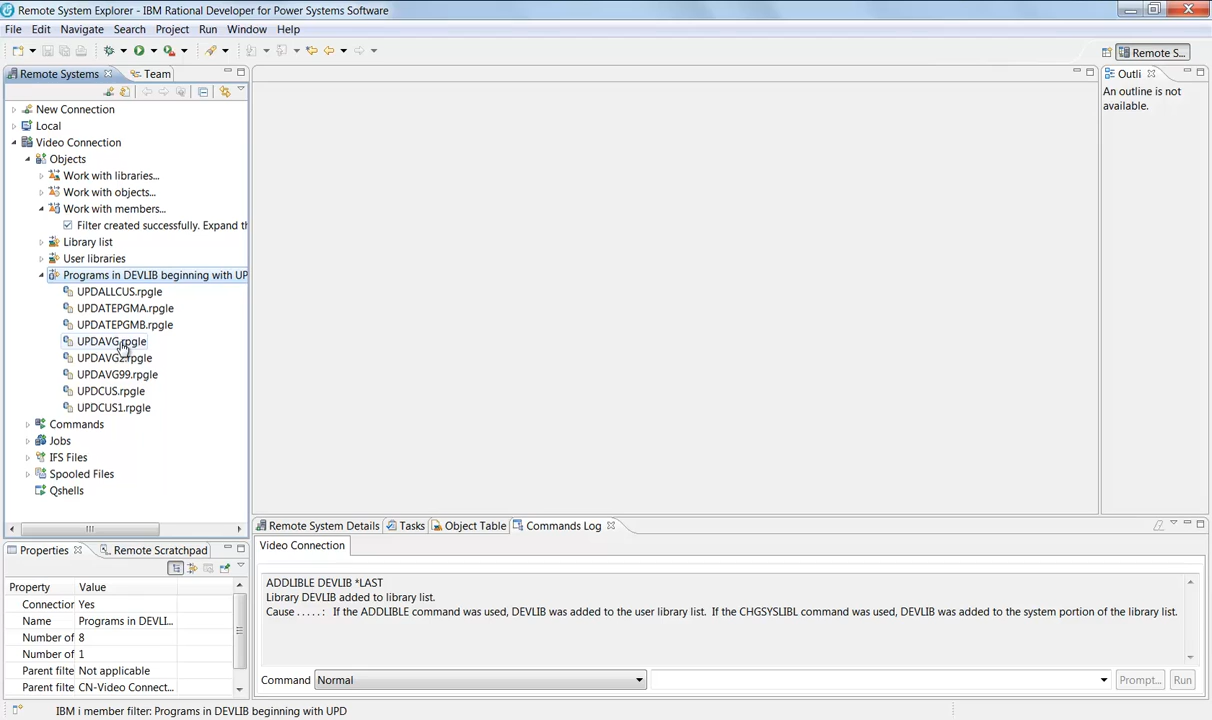 Remote System Explorer - IBM Rational Developer for Power Systems Software
File Edit Navigate Search Project Run Window Help
Remote S...
Remote Systems
Team
New Connection
Local
Video Connection
Objects
Work with libraries...
Work with objects...
Work with members...
Filter created successfully. Expand th
Library list
User libraries
Programs in DEVLIB beginning with UP
UPDALLCUS.rpgle
UPDATEPGMA.rpgle
UPDATEPGMB.rpgle
UPDAVG.rpgle
UPDAVG2.rpgle
UPDAVG99.rpgle
UPDCUS.rpgle
UPDCUS1.rpgle
Commands
Jobs
IFS Files
Spooled Files
Qshells
Outli
An outline is not
available.
Properties
Remote Scratchpad
Property Value
Connection Yes
Name Programs in DEVLI...
Number of 8
Number of 1
Parent filte Not applicable
Parent filte CN-Video Connect...
Remote System Details
Tasks
Object Table
Commands Log
Video Connection
ADDLIBLE DEVLIB *LAST
Library DEVLIB added to library list.
Cause . . . . . : If the ADDLIBLE command was used, DEVLIB was added to the user library list. If the CHGSYSLIBL command was used, DEVLIB was added to the system portion of the library list.
Command Normal Prompt... Run
IBM i member filter: Programs in DEVLIB beginning with UPD